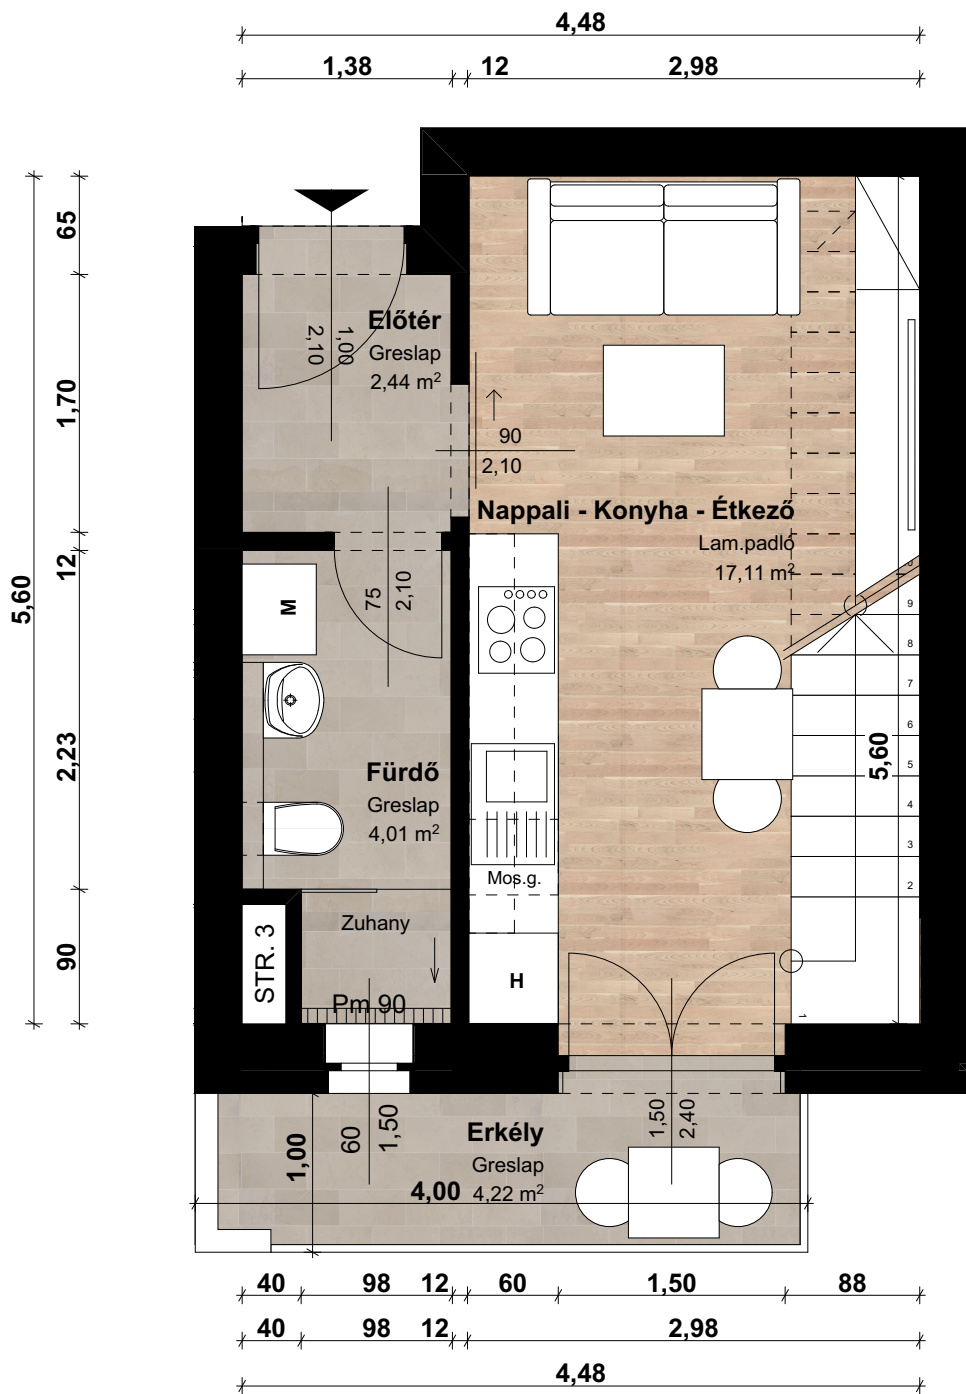 4,48
1,38 12 2,98
65
1,70
12
2,23
90
5,60
Előtér
Greslap
2,44 m²
1,00
2,10
90
2,10
Nappali - Konyha - Étkező
Lam.padló
17,11 m²
75
2,10
M
Fürdő
Greslap
4,01 m²
Mos.g.
H
Zuhany
STR. 3
Pm 90
9
8
7
6
5
4
3
2
1
5,60
60
1,50
1,50
2,40
Erkély
Greslap
4,22 m²
1,00
4,00
40 98 12 60 1,50 88
40 98 12 2,98
4,48